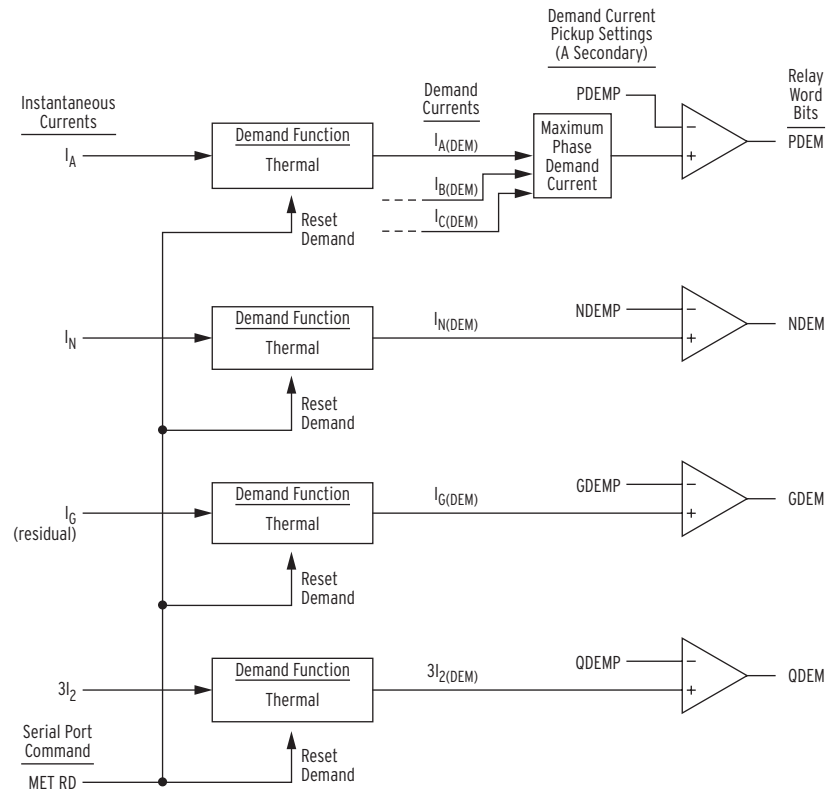 Demand Current
Pickup Settings
(A Secondary)
Relay
Word
Bits
Instantaneous
Currents
Demand
Currents
PDEMP
PDEM
I_A
Demand Function
Thermal
I_A(DEM)
Maximum
Phase
Demand
Current
−
+
I_B(DEM)
I_C(DEM)
Reset
Demand
I_N
Demand Function
Thermal
I_N(DEM)
NDEMP
−
+
NDEM
Reset
Demand
I_G
(residual)
Demand Function
Thermal
I_G(DEM)
GDEMP
−
+
GDEM
Reset
Demand
3I_2
Demand Function
Thermal
3I_2(DEM)
QDEMP
−
+
QDEM
Serial Port
Command
MET RD
Reset
Demand